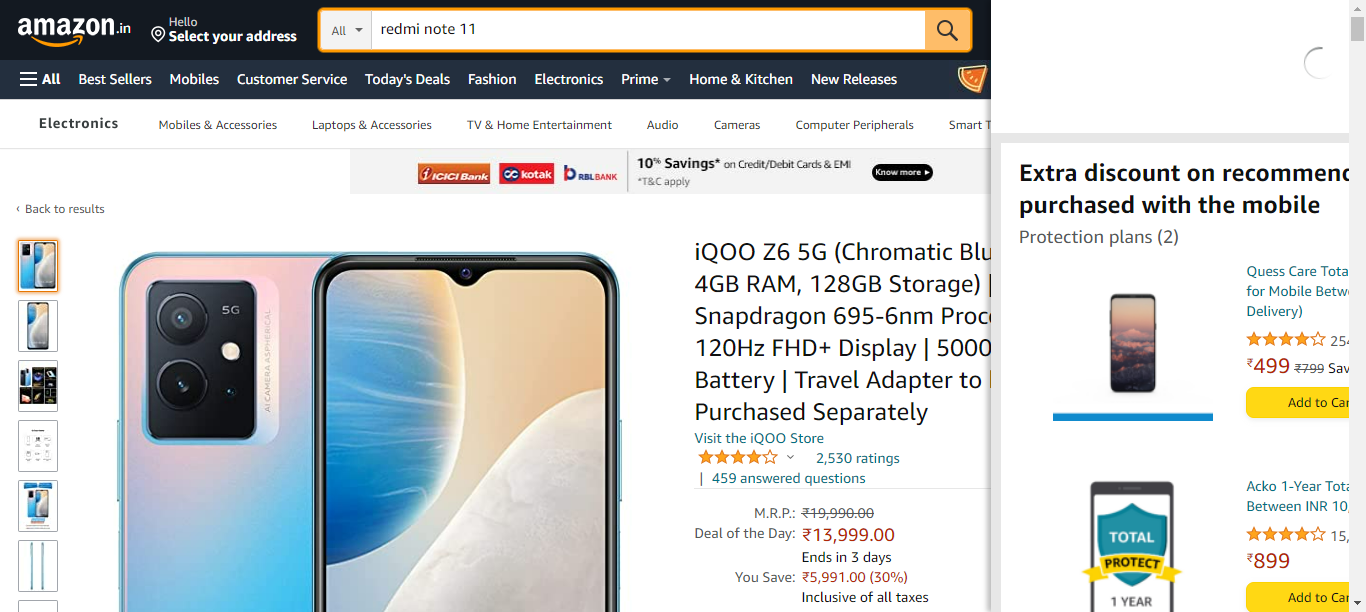 amazon.in
Hello
Select your address
All
redmi note 11
All Best Sellers Mobiles Customer Service Today's Deals Fashion Electronics Prime Home & Kitchen New Releases
Electronics Mobiles & Accessories Laptops & Accessories TV & Home Entertainment Audio Cameras Computer Peripherals Smart T
ICICI Bank kotak RBLBANK
10% Savings* on Credit/Debit Cards & EMI
*T&C apply
Know more
‹ Back to results
5G
AI CAMERA ASPHERICAL
iQOO Z6 5G (Chromatic Blu
4GB RAM, 128GB Storage) |
Snapdragon 695-6nm Proc
120Hz FHD+ Display | 5000
Battery | Travel Adapter to
Purchased Separately
Visit the iQOO Store
2,530 ratings
| 459 answered questions
M.R.P.: ₹19,990.00
Deal of the Day: ₹13,999.00
Ends in 3 days
You Save: ₹5,991.00 (30%)
Inclusive of all taxes
Extra discount on recommend
purchased with the mobile
Protection plans (2)
Quess Care Tota
for Mobile Betw
Delivery)
254
₹499 ₹799 Sav
Add to Car
Acko 1-Year Tota
Between INR 10,
15,
₹899
Add to Car
TOTAL
PROTECT
1 YEAR